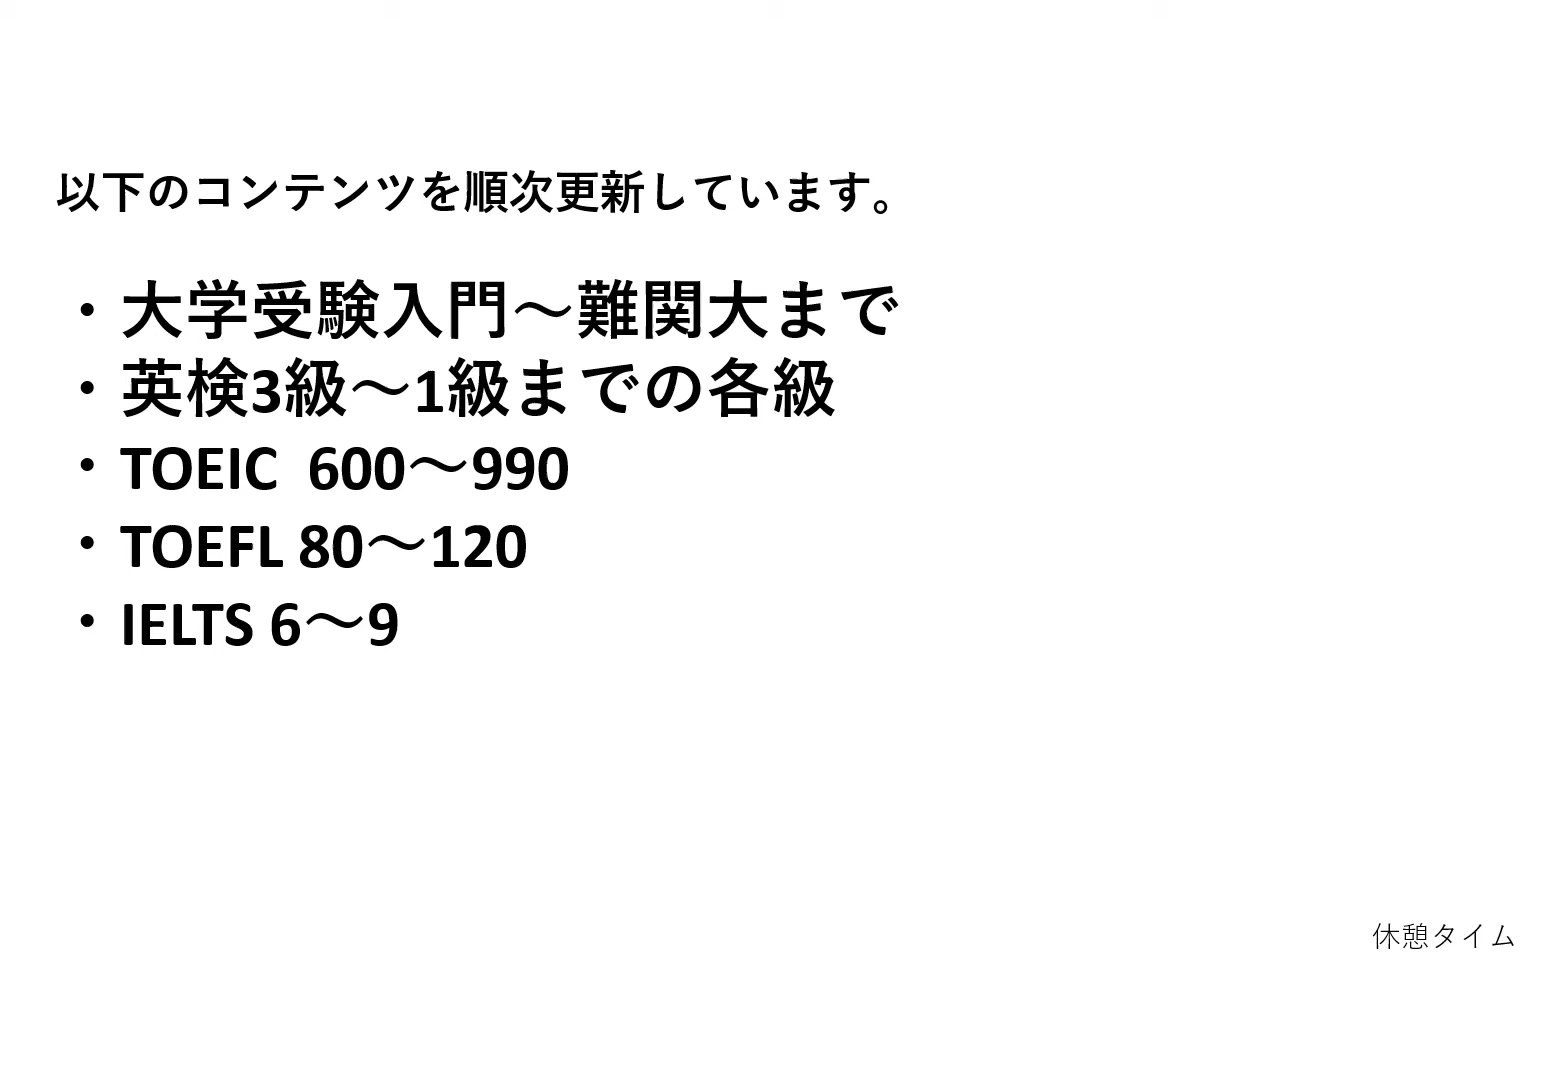 以下のコンテンツを順次更新しています。
・大学受験入門～難関大まで
・英検3級～1級までの各級
・TOEIC  600～990
・TOEFL 80～120
・IELTS 6～9
休憩タイム